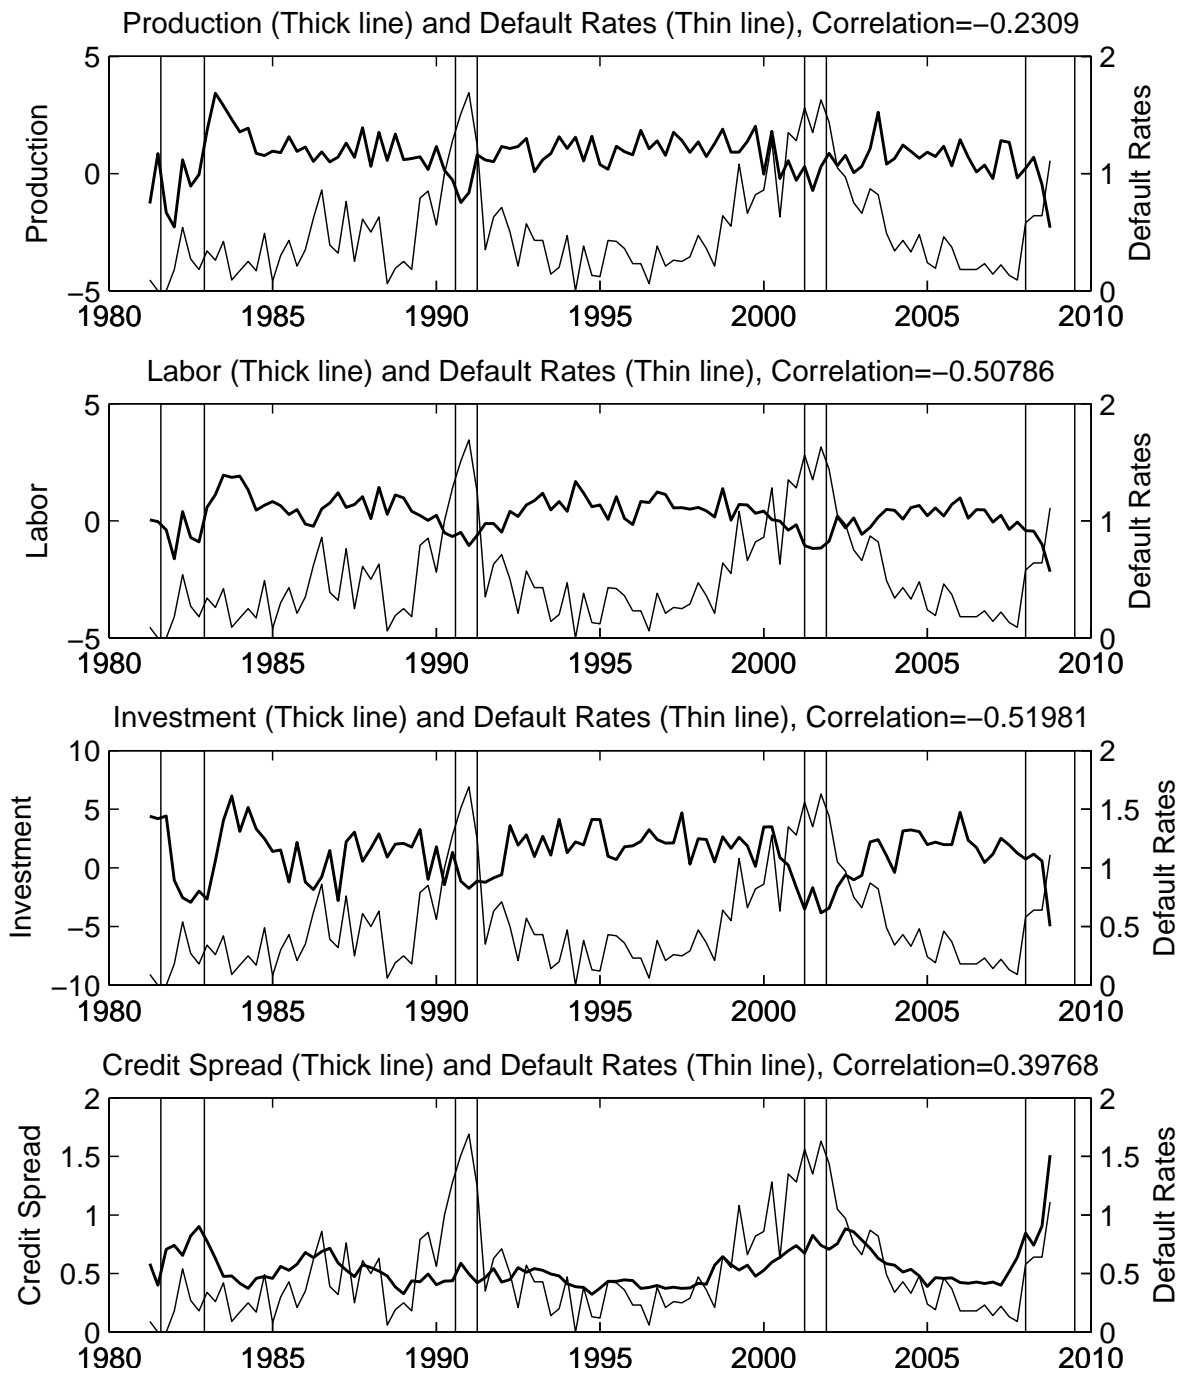 Production (Thick line) and Default Rates (Thin line), Correlation=−0.2309
5
0
−5
Production
2
1
0
Default Rates
1980 1985 1990 1995 2000 2005 2010
Labor (Thick line) and Default Rates (Thin line), Correlation=−0.50786
5
0
−5
Labor
2
1
0
Default Rates
1980 1985 1990 1995 2000 2005 2010
Investment (Thick line) and Default Rates (Thin line), Correlation=−0.51981
10
5
0
−5
−10
Investment
2
1.5
1
0.5
0
Default Rates
1980 1985 1990 1995 2000 2005 2010
Credit Spread (Thick line) and Default Rates (Thin line), Correlation=0.39768
2
1.5
1
0.5
0
Credit Spread
2
1.5
1
0.5
0
Default Rates
1980 1985 1990 1995 2000 2005 2010